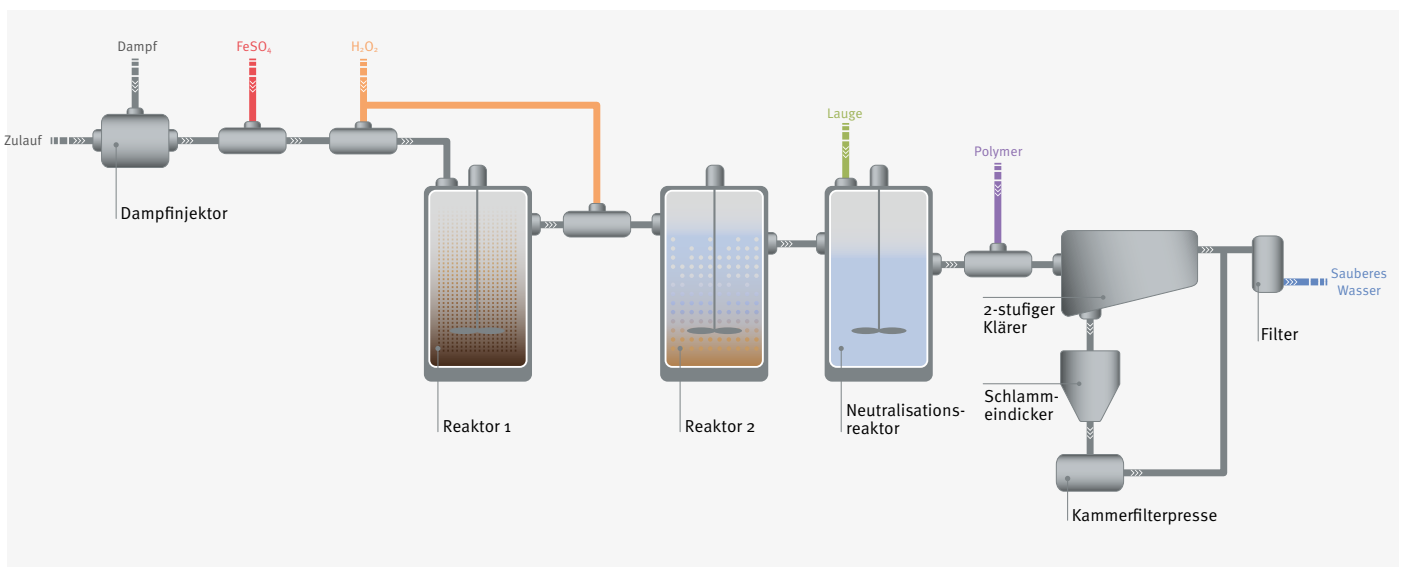 Dampf
FeSO₄
H₂O₂
Zulauf
Lauge
Polymer
Dampfinjektor
Sauberes
Wasser
2-stufiger
Klärer
Filter
Schlamm-
eindicker
Reaktor 1
Reaktor 2
Neutralisations-
reaktor
Kammerfilterpresse